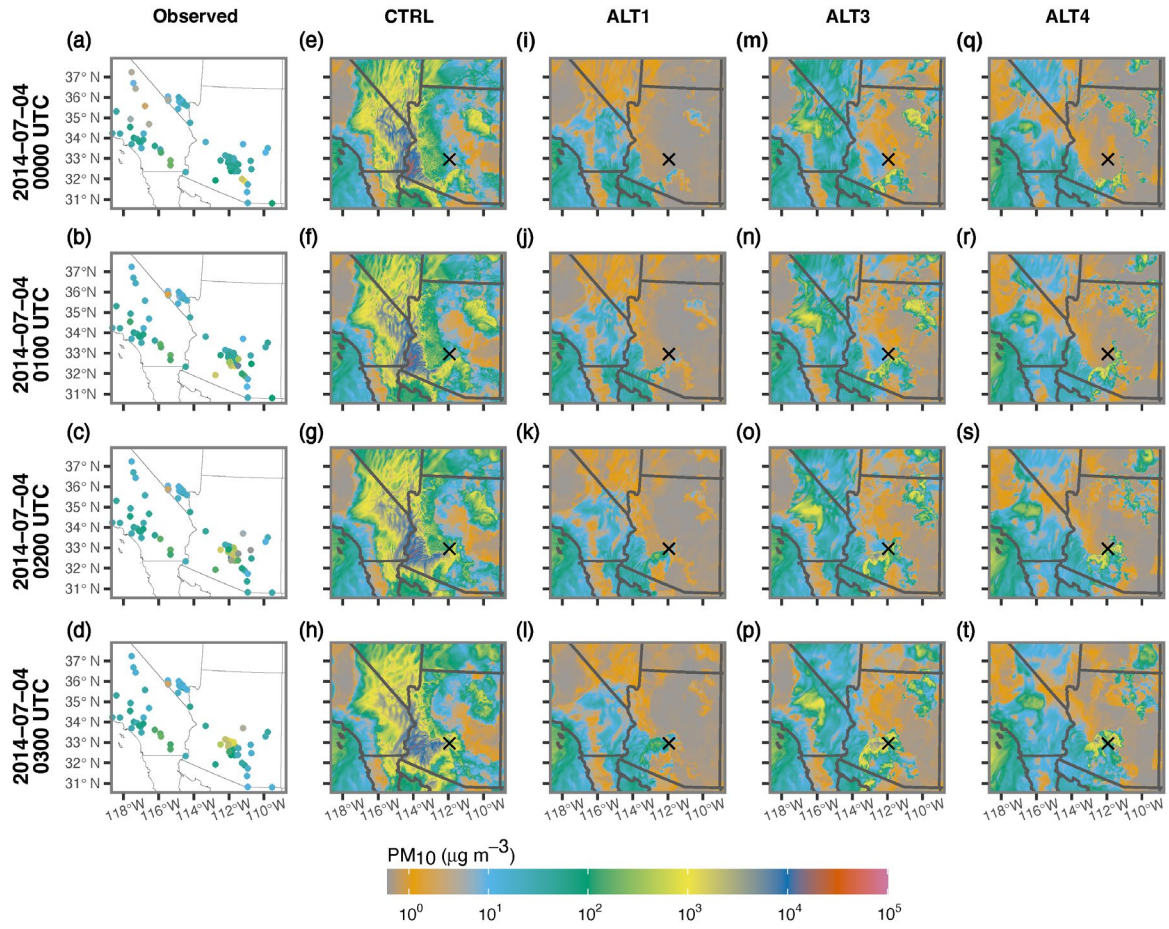 Observed CTRL ALT1 ALT3 ALT4
(a) (e) (i) (m) (q)
2014−07−04
0000 UTC
37° N
36° N
35° N
34° N
33° N
32° N
31° N
(b) (f) (j) (n) (r)
2014−07−04
0100 UTC
37° N
36° N
35° N
34° N
33° N
32° N
31° N
(c) (g) (k) (o) (s)
2014−07−04
0200 UTC
37° N
36° N
35° N
34° N
33° N
32° N
31° N
(d) (h) (l) (p) (t)
2014−07−04
0300 UTC
37° N
36° N
35° N
34° N
33° N
32° N
31° N
118°W 116°W 114°W 112°W 110°W 118°W 116°W 114°W 112°W 110°W 118°W 116°W 114°W 112°W 110°W 118°W 116°W 114°W 112°W 110°W 118°W 116°W 114°W 112°W 110°W
PM₁₀ (μg m⁻³)
10⁰ 10¹ 10² 10³ 10⁴ 10⁵